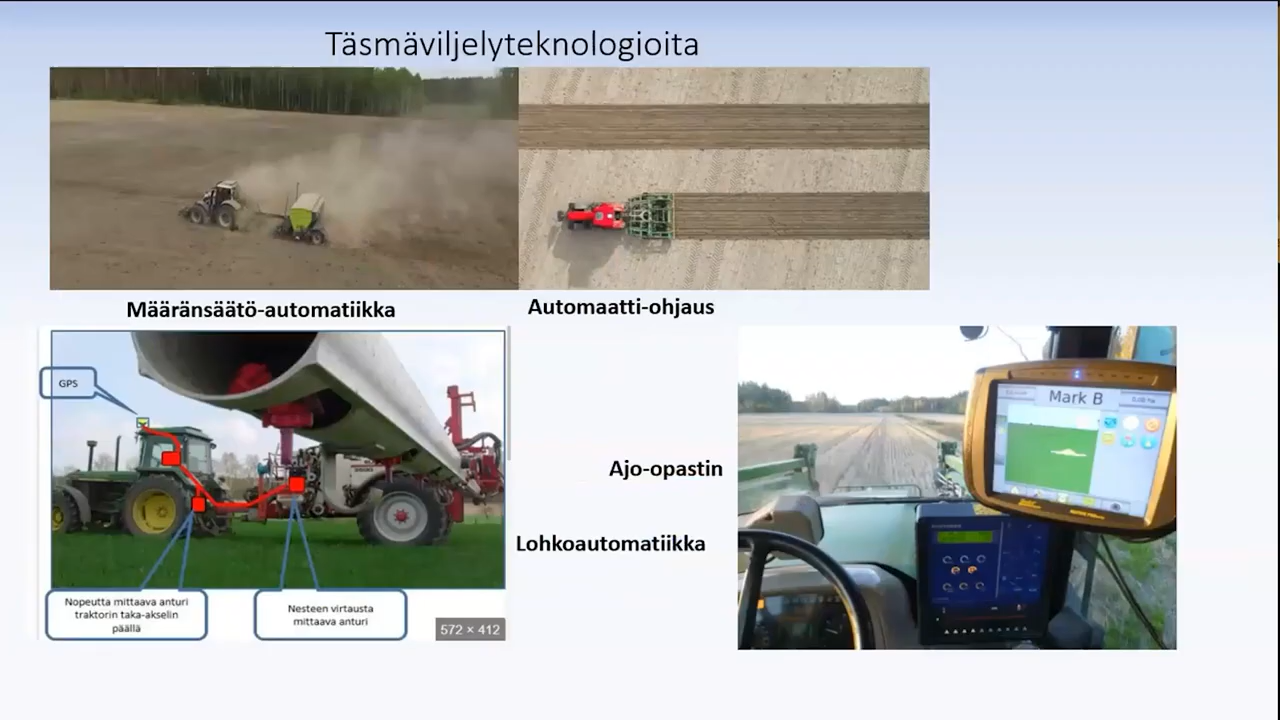 Täsmäviljelyteknologioita
Määränsäätö-automatiikka
Automaatti-ohjaus
GPS
Mark B
Ajo-opastin
Lohkoautomatiikka
Nopeutta mittaava anturi
traktorin taka-akselin
päällä
Nesteen virtausta
mittaava anturi
572 × 412